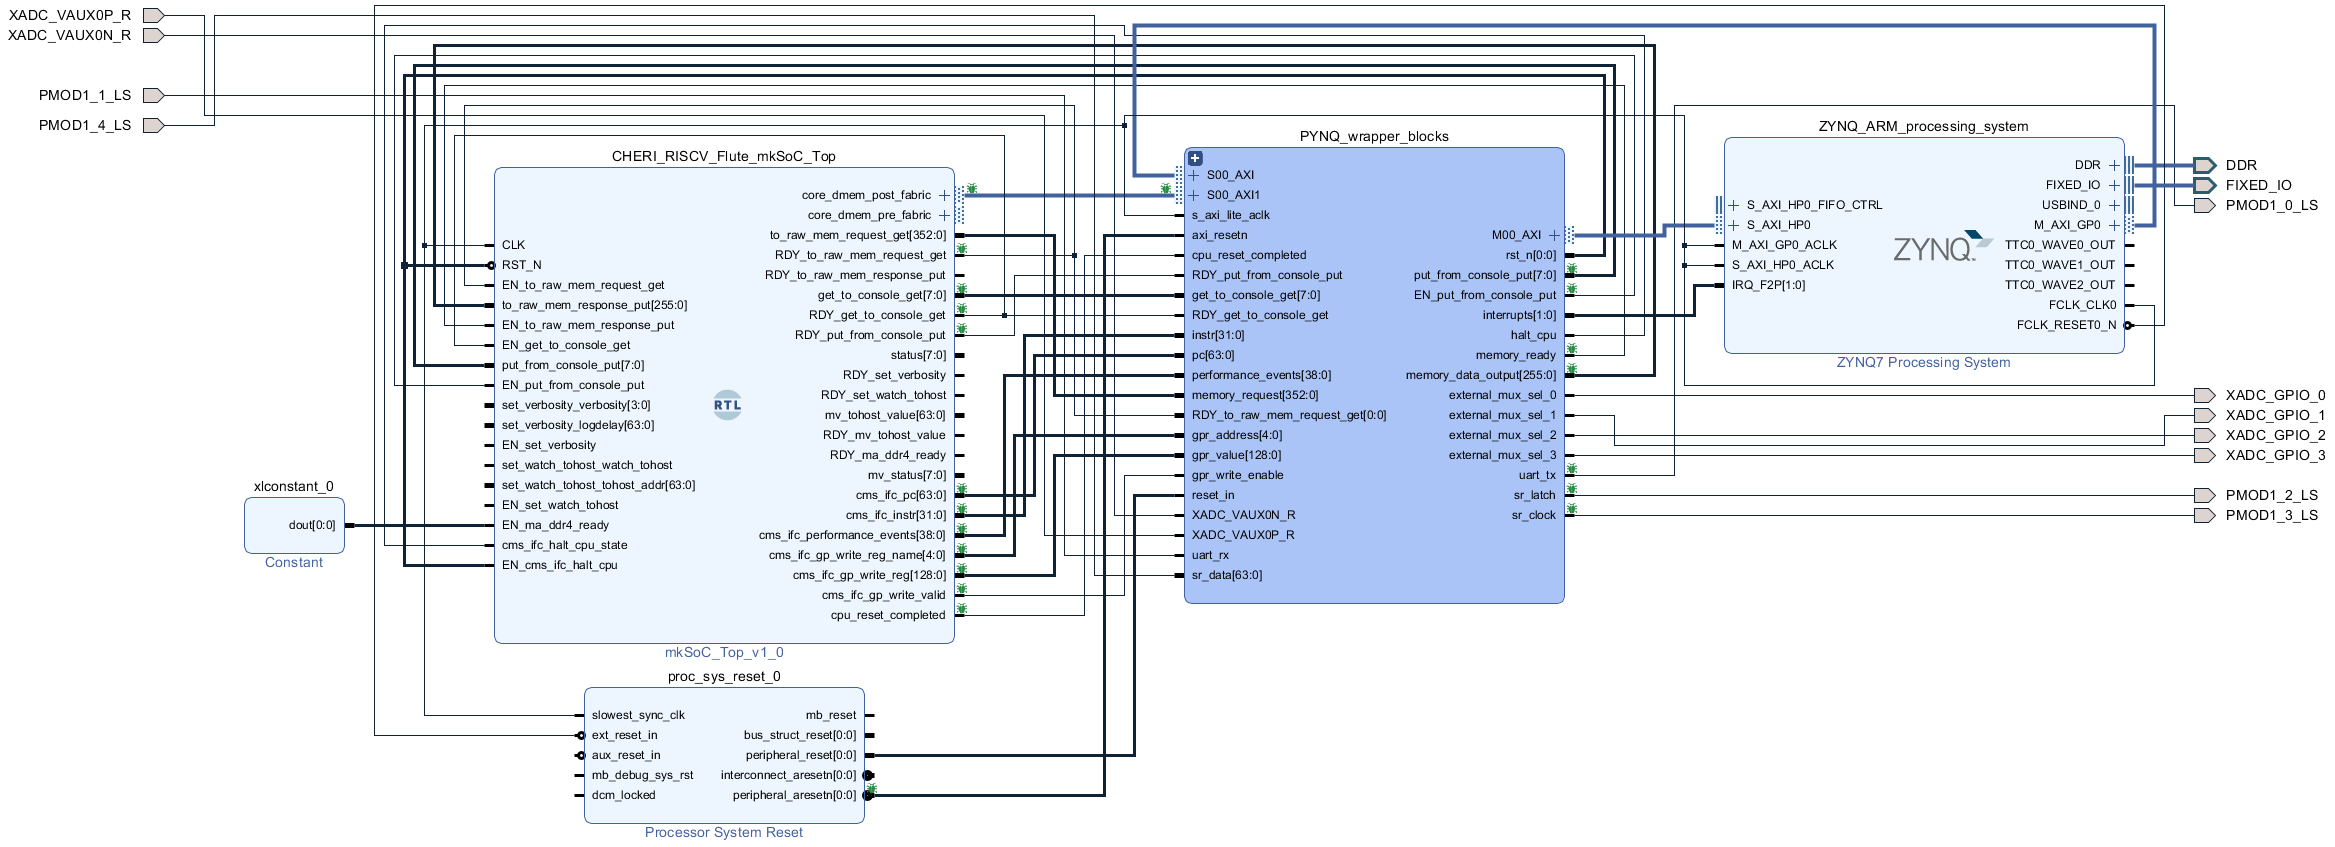 XADC_VAUX0P_R
XADC_VAUX0N_R
PMOD1_1_LS
PMOD1_4_LS
CHERI_RISCV_Flute_mkSoC_Top
CLK
RST_N
EN_to_raw_mem_request_get
to_raw_mem_response_put[255:0]
EN_to_raw_mem_response_put
EN_get_to_console_get
put_from_console_put[7:0]
EN_put_from_console_put
set_verbosity_verbosity[3:0]
set_verbosity_logdelay[63:0]
EN_set_verbosity
set_watch_tohost_watch_tohost
set_watch_tohost_tohost_addr[63:0]
EN_set_watch_tohost
EN_ma_ddr4_ready
cms_ifc_halt_cpu_state
EN_cms_ifc_halt_cpu
RTL
core_dmem_post_fabric
core_dmem_pre_fabric
to_raw_mem_request_get[352:0]
RDY_to_raw_mem_request_get
RDY_to_raw_mem_response_put
get_to_console_get[7:0]
RDY_get_to_console_get
RDY_put_from_console_put
status[7:0]
RDY_set_verbosity
RDY_set_watch_tohost
mv_tohost_value[63:0]
RDY_mv_tohost_value
RDY_ma_ddr4_ready
mv_status[7:0]
cms_ifc_pc[63:0]
cms_ifc_instr[31:0]
cms_ifc_performance_events[38:0]
cms_ifc_gp_write_reg_name[4:0]
cms_ifc_gp_write_reg[128:0]
cms_ifc_gp_write_valid
cpu_reset_completed
mkSoC_Top_v1_0
xlconstant_0
dout[0:0]
Constant
proc_sys_reset_0
slowest_sync_clk
ext_reset_in
aux_reset_in
mb_debug_sys_rst
dcm_locked
mb_reset
bus_struct_reset[0:0]
peripheral_reset[0:0]
interconnect_aresetn[0:0]
peripheral_aresetn[0:0]
Processor System Reset
PYNQ_wrapper_blocks
S00_AXI
S00_AXI1
s_axi_lite_aclk
axi_resetn
cpu_reset_completed
RDY_put_from_console_put
get_to_console_get[7:0]
RDY_get_to_console_get
instr[31:0]
pc[63:0]
performance_events[38:0]
memory_request[352:0]
RDY_to_raw_mem_request_get[0:0]
gpr_address[4:0]
gpr_value[128:0]
gpr_write_enable
reset_in
XADC_VAUX0N_R
XADC_VAUX0P_R
uart_rx
sr_data[63:0]
M00_AXI
rst_n[0:0]
put_from_console_put[7:0]
EN_put_from_console_put
interrupts[1:0]
halt_cpu
memory_ready
memory_data_output[255:0]
external_mux_sel_0
external_mux_sel_1
external_mux_sel_2
external_mux_sel_3
uart_tx
sr_latch
sr_clock
ZYNQ_ARM_processing_system
S_AXI_HP0_FIFO_CTRL
S_AXI_HP0
M_AXI_GP0_ACLK
S_AXI_HP0_ACLK
IRQ_F2P[1:0]
ZYNQ
DDR
FIXED_IO
USBIND_0
M_AXI_GP0
TTC0_WAVE0_OUT
TTC0_WAVE1_OUT
TTC0_WAVE2_OUT
FCLK_CLK0
FCLK_RESET0_N
ZYNQ7 Processing System
DDR
FIXED_IO
PMOD1_0_LS
XADC_GPIO_0
XADC_GPIO_1
XADC_GPIO_2
XADC_GPIO_3
PMOD1_2_LS
PMOD1_3_LS